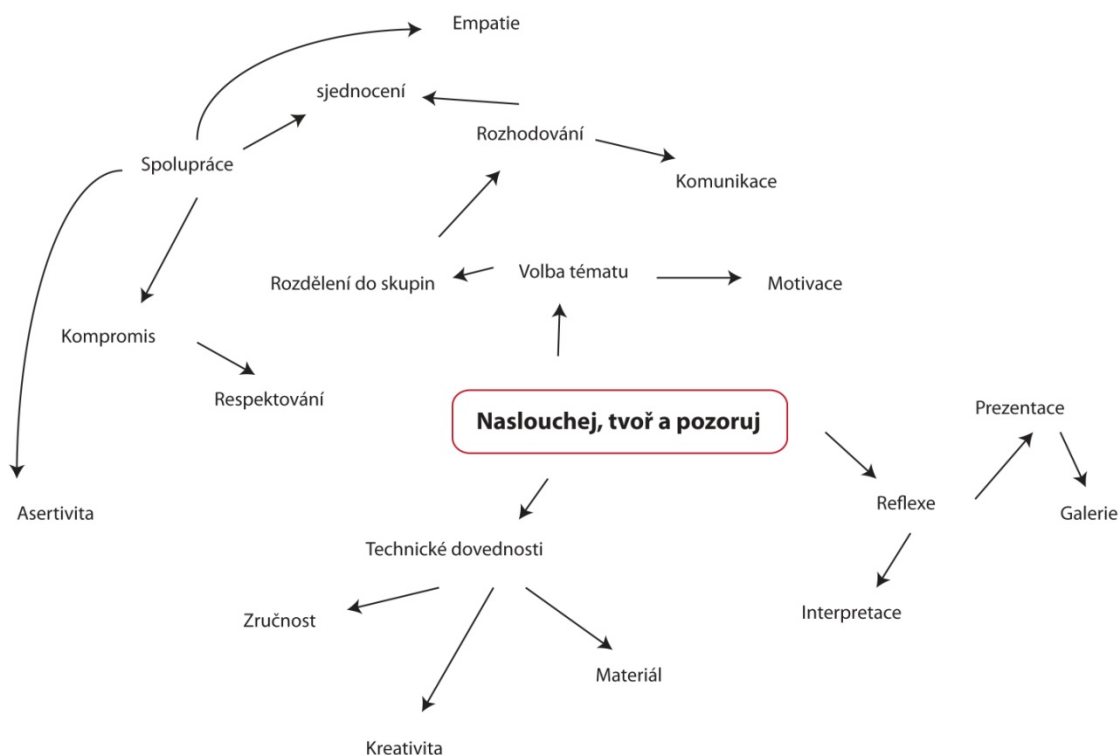 Empatie
sjednocení
Rozhodování
Spolupráce
Komunikace
Rozdělení do skupin
Volba tématu
Motivace
Kompromis
Respektování
Naslouchej, tvoř a pozoruj
Prezentace
Asertivita
Reflexe
Galerie
Technické dovednosti
Zručnost
Interpretace
Materiál
Kreativita